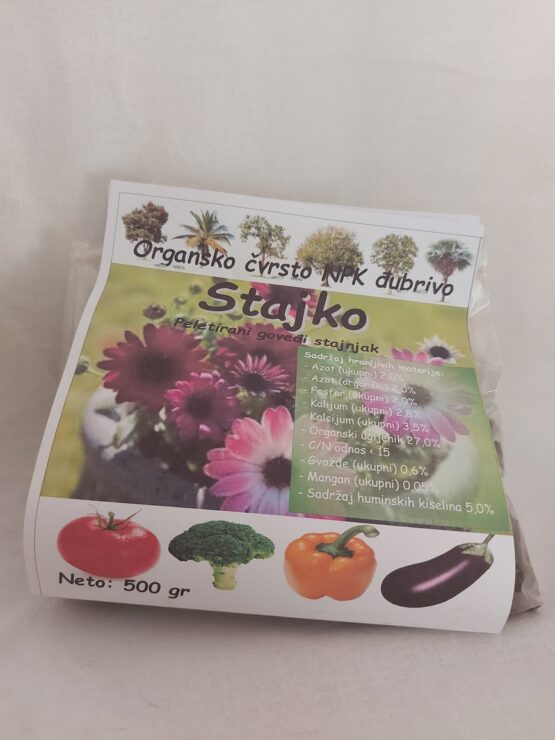 Organsko čvrsto NPK đubrivo
Stajko
Peletirani goveđi stajnjak
Sadržaj hranljivih materija:
- Azot (ukupni) 2,0%
- Azot (organski) 2,0%
- Fosfor (ukupni) 2,0%
- Kalijum (ukupni) 2,8%
- Kalcijum (ukupni) 3,5%
- Organski ugljenik 27,0%
- C/N odnos < 15
- Gvožđe (ukupni) 0,6%
- Mangan (ukupni) 0,05%
- Sadržaj huminskih kiselina 5,0%
Neto: 500 gr